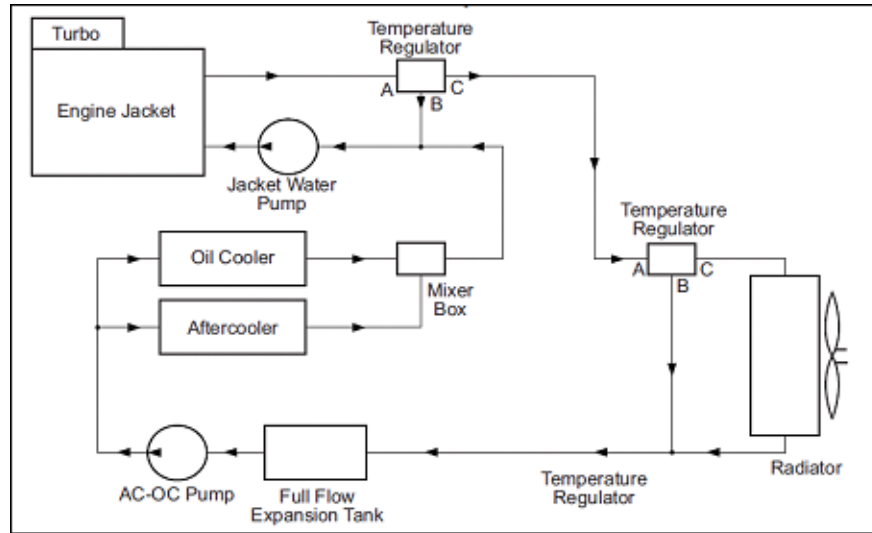 Turbo
Temperature
Regulator
A
C
B
Engine Jacket
Jacket Water
Pump
Temperature
Regulator
Oil Cooler
A
C
B
Mixer
Box
Aftercooler
Radiator
Temperature
Regulator
AC-OC Pump
Full Flow
Expansion Tank